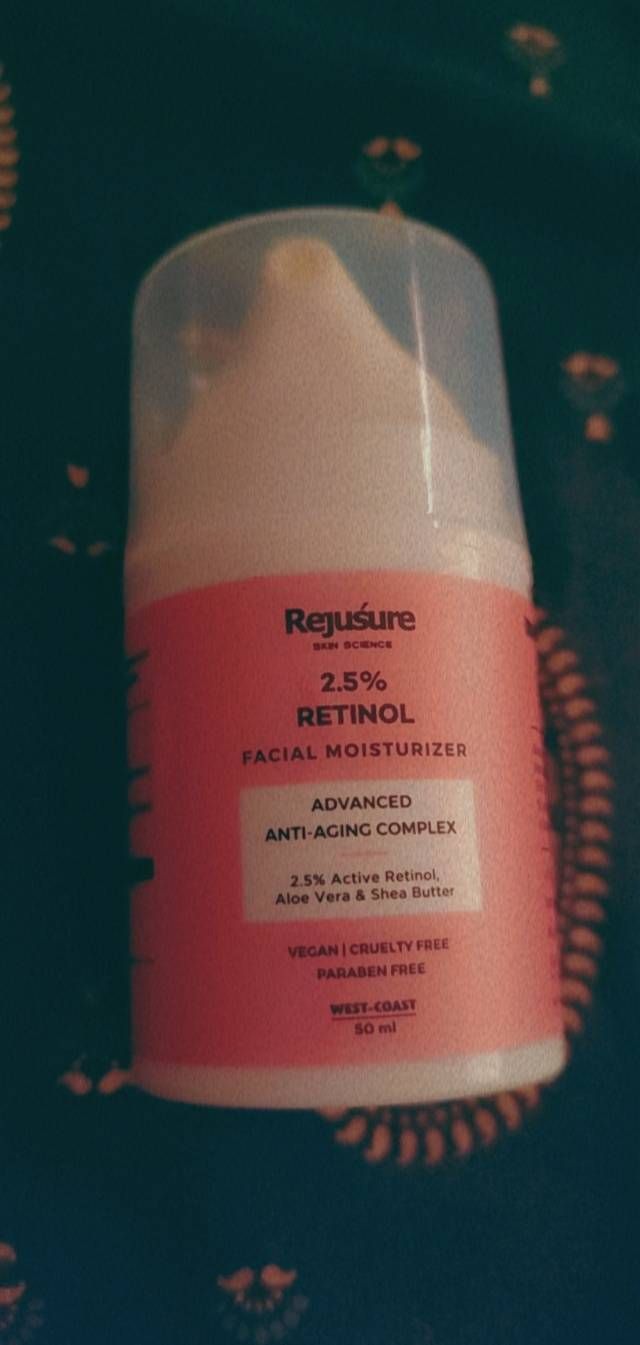 Rejuśure
SKIN SCIENCE
2.5%
RETINOL
FACIAL MOISTURIZER
ADVANCED
ANTI-AGING COMPLEX
2.5% Active Retinol,
Aloe Vera & Shea Butter
VEGAN | CRUELTY FREE
PARABEN FREE
WEST-COAST
50 ml